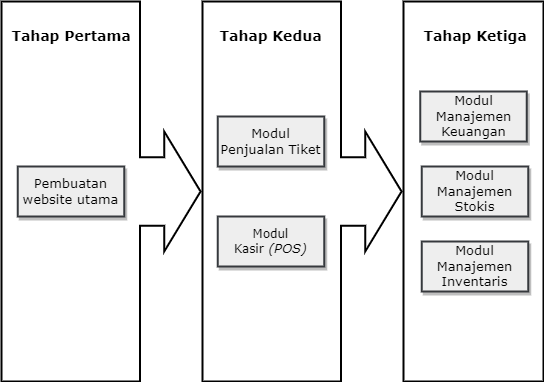 Tahap Pertama
Pembuatan
website utama
Tahap Kedua
Modul
Penjualan Tiket
Modul
Kasir (POS)
Tahap Ketiga
Modul
Manajemen
Keuangan
Modul
Manajemen
Stokis
Modul
Manajemen
Inventaris